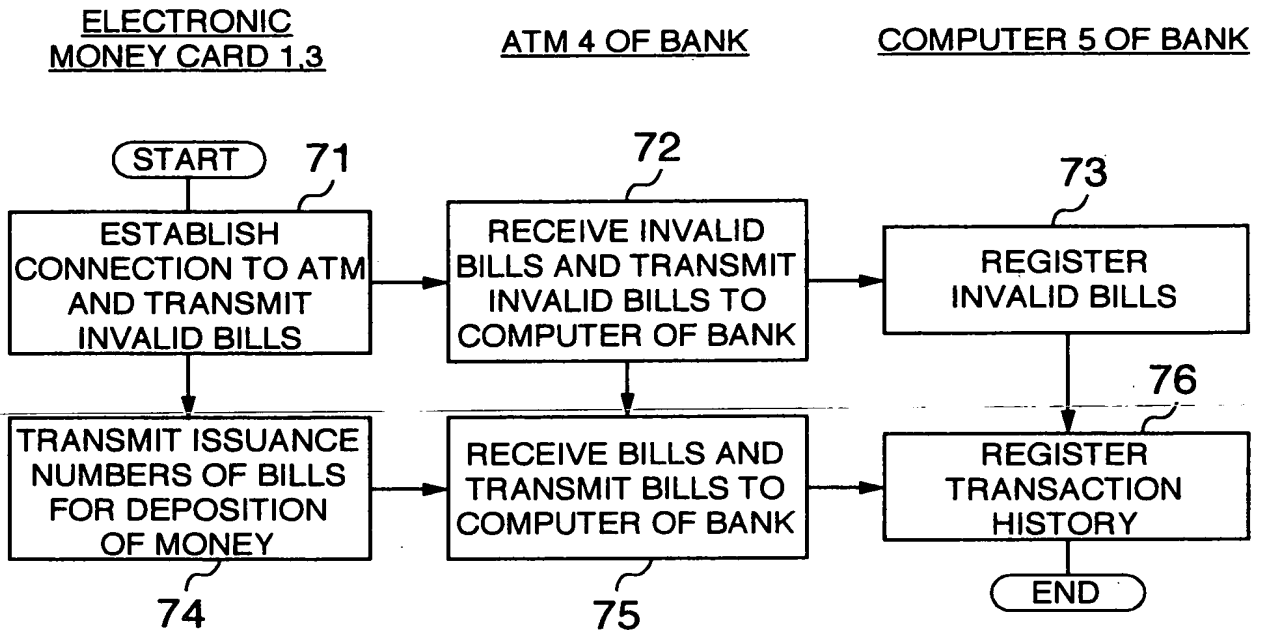 ELECTRONIC
MONEY CARD 1,3
ATM 4 OF BANK
COMPUTER 5 OF BANK
START
71
ESTABLISH
CONNECTION TO ATM
AND TRANSMIT
INVALID BILLS
72
RECEIVE INVALID
BILLS AND TRANSMIT
INVALID BILLS TO
COMPUTER OF BANK
73
REGISTER
INVALID BILLS
TRANSMIT ISSUANCE
NUMBERS OF BILLS
FOR DEPOSITION
OF MONEY
74
RECEIVE BILLS AND
TRANSMIT BILLS TO
COMPUTER OF BANK
75
76
REGISTER
TRANSACTION
HISTORY
END